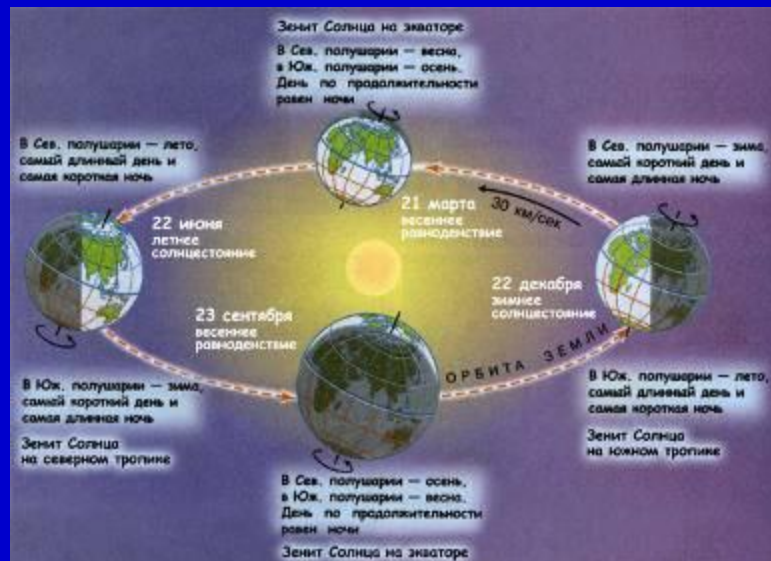 Зенит Солнца на экваторе
В Сев. полушарии — весна,
в Юж. полушарии — осень.
День по продолжительности
равен ночи
В Сев. полушарии — лето,
самый длинный день и
самая короткая ночь
В Сев. полушарии — зима,
самый короткий день и
самая длинная ночь
21 марта
весеннее
равноденствие
30 км/сек
22 июня
летнее
солнцестояние
22 декабря
зимнее
солнцестояние
23 сентября
весеннее
равноденствие
ОРБИТА ЗЕМЛИ
В Юж. полушарии — зима,
самый короткий день и
самая длинная ночь
Зенит Солнца
на северном тропике
В Юж. полушарии — лето,
самый длинный день и
самая короткая ночь
Зенит Солнца
на южном тропике
В Сев. полушарии — осень,
в Юж. полушарии — весна.
День по продолжительности
равен ночи
Зенит Солнца на экваторе